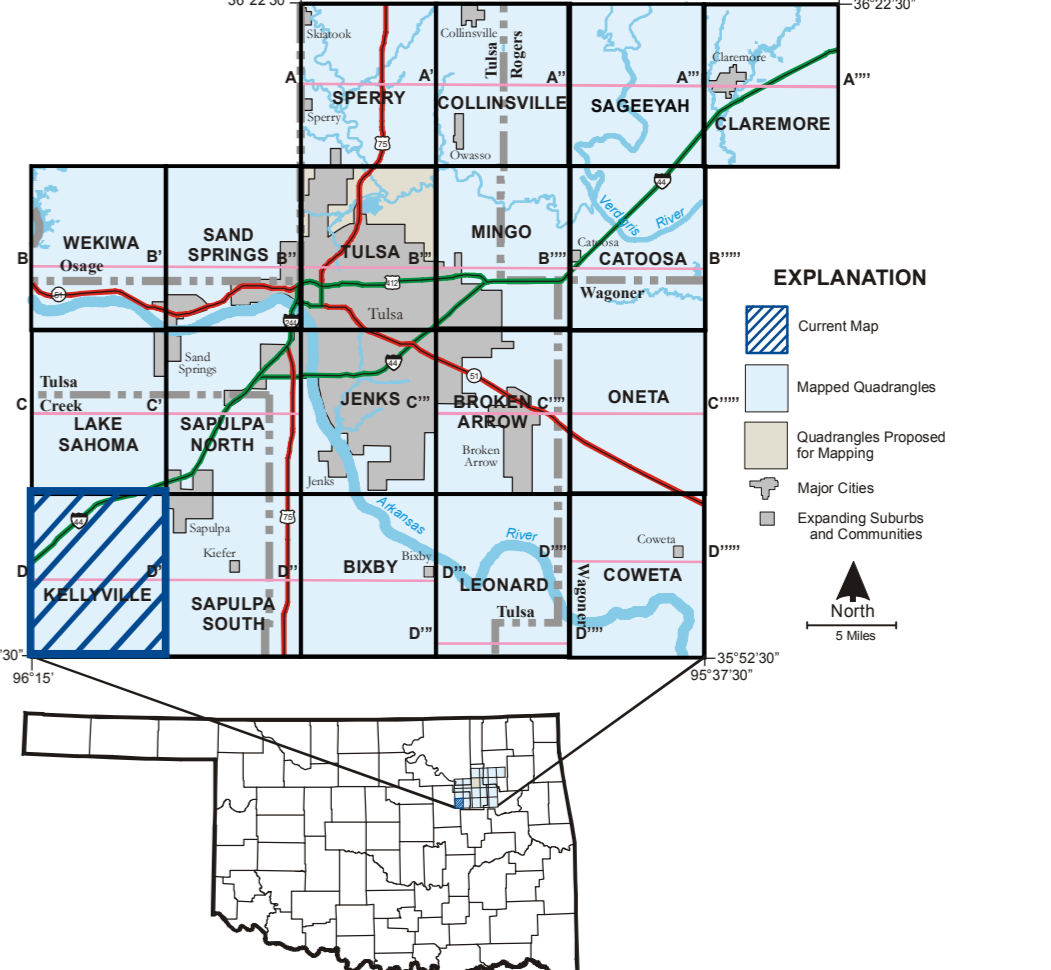 36°22'30"
36°22'30"
Skiatook
Collinsville
Tulsa
Rogers
Claremore
A
A'
A''
A'''
A''''
SPERRY
COLLINSVILLE
SAGEEYAH
CLAREMORE
Sperry
75
Owasso
44
Verdigris
River
WEKIWA
SAND
SPRINGS
TULSA
MINGO
Catoosa
CATOOSA
B
B'
B''
B'''
B''''
B'''''
Osage
51
412
Wagoner
Tulsa
244
Sand
Springs
44
51
Tulsa
Creek
C
C'
JENKS
C'''
BROKEN
ARROW
C''''
ONETA
C'''''
LAKE
SAHOMA
SAPULPA
NORTH
Broken
Arrow
Jenks
44
Sapulpa
75
Arkansas
River
Kiefer
Bixby
Coweta
D
D'
D''
BIXBY
D'''
D''''
D'''''
KELLYVILLE
SAPULPA
SOUTH
LEONARD
Wagoner
COWETA
Tulsa
D'''
D''''
'30"
96°15'
35°52'30"
95°37'30"
EXPLANATION
Current Map
Mapped Quadrangles
Quadrangles Proposed
for Mapping
Major Cities
Expanding Suburbs
and Communities
North
5 Miles